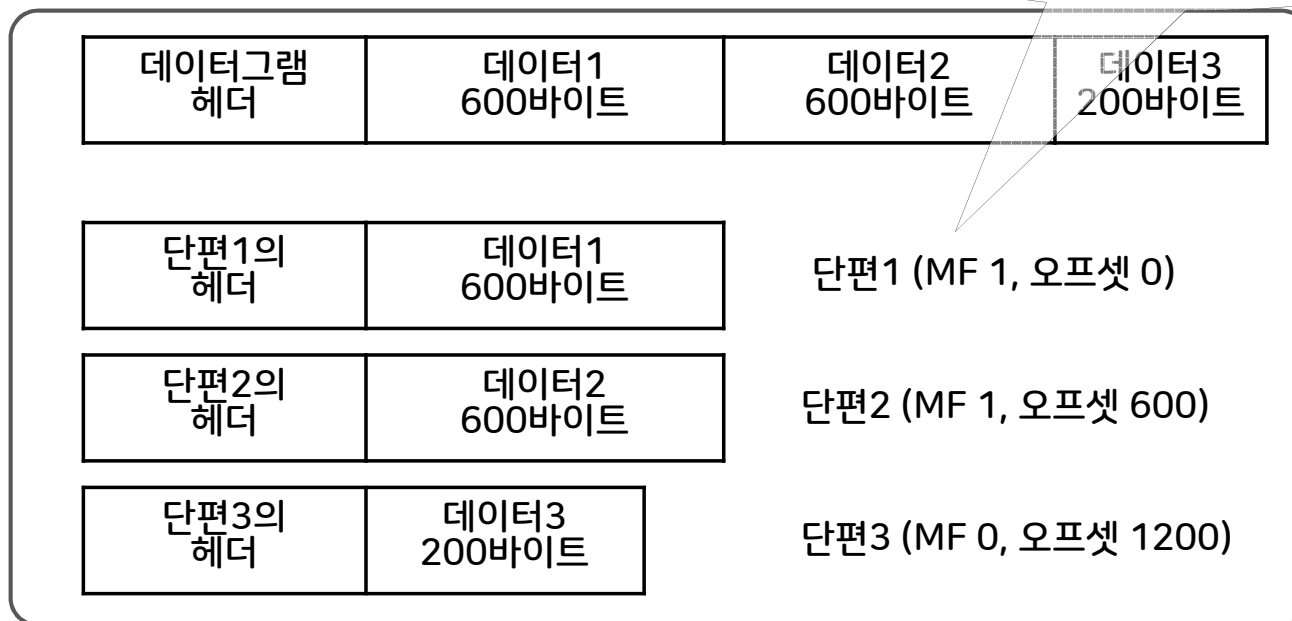 데이터그램
헤더
데이터1
600바이트
데이터2
600바이트
데이터3
200바이트
단편1의
헤더
데이터1
600바이트
단편1 (MF 1, 오프셋 0)
단편2의
헤더
데이터2
600바이트
단편2 (MF 1, 오프셋 600)
단편3의
헤더
데이터3
200바이트
단편3 (MF 0, 오프셋 1200)